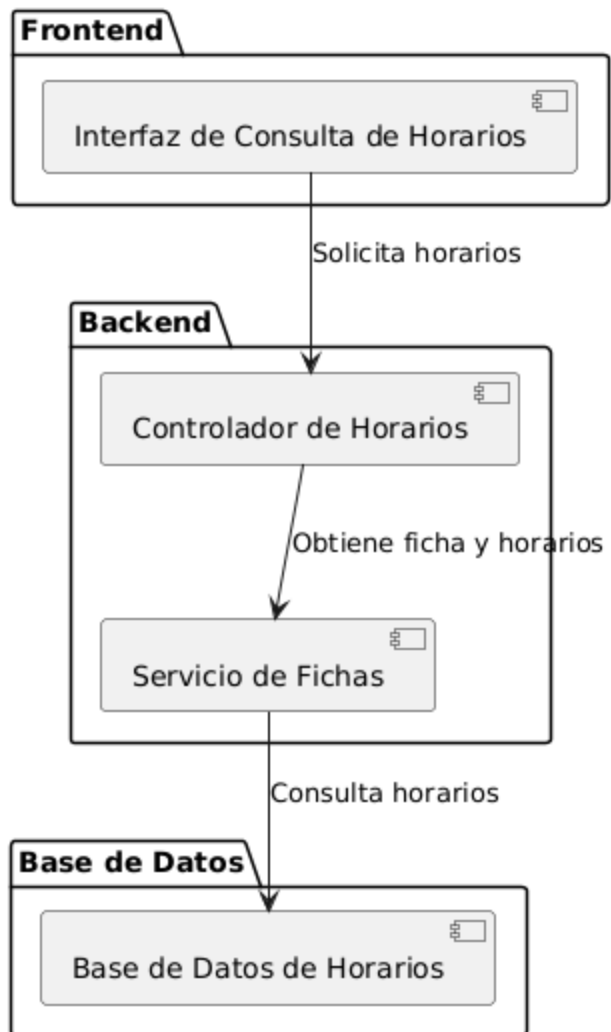 Frontend
Interfaz de Consulta de Horarios
Solicita horarios
Backend
Controlador de Horarios
Obtiene ficha y horarios
Servicio de Fichas
Consulta horarios
Base de Datos
Base de Datos de Horarios